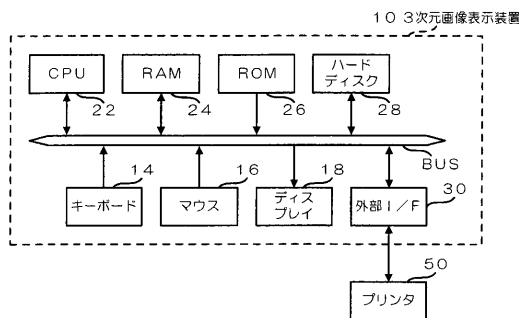 １０ ３次元画像表示装置
ＣＰＵ
ＲＡＭ
ＲＯＭ
ハード
ディスク
２２
２４
２６
２８
ＢＵＳ
１４
１６
１８
３０
キーボード
マウス
ディス
プレイ
外部Ｉ／Ｆ
５０
プリンタ